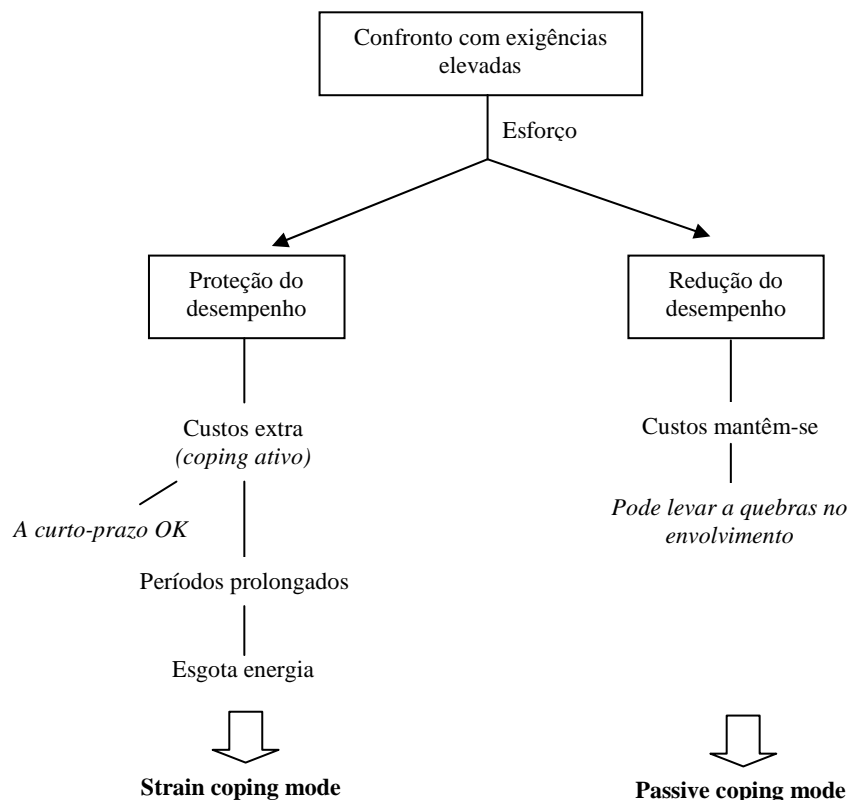 Confronto com exigências
elevadas
Esforço
Proteção do
desempenho
Redução do
desempenho
Custos extra
(coping ativo)
Custos mantêm-se
A curto-prazo OK
Pode levar a quebras no
envolvimento
Períodos prolongados
Esgota energia
Strain coping mode
Passive coping mode